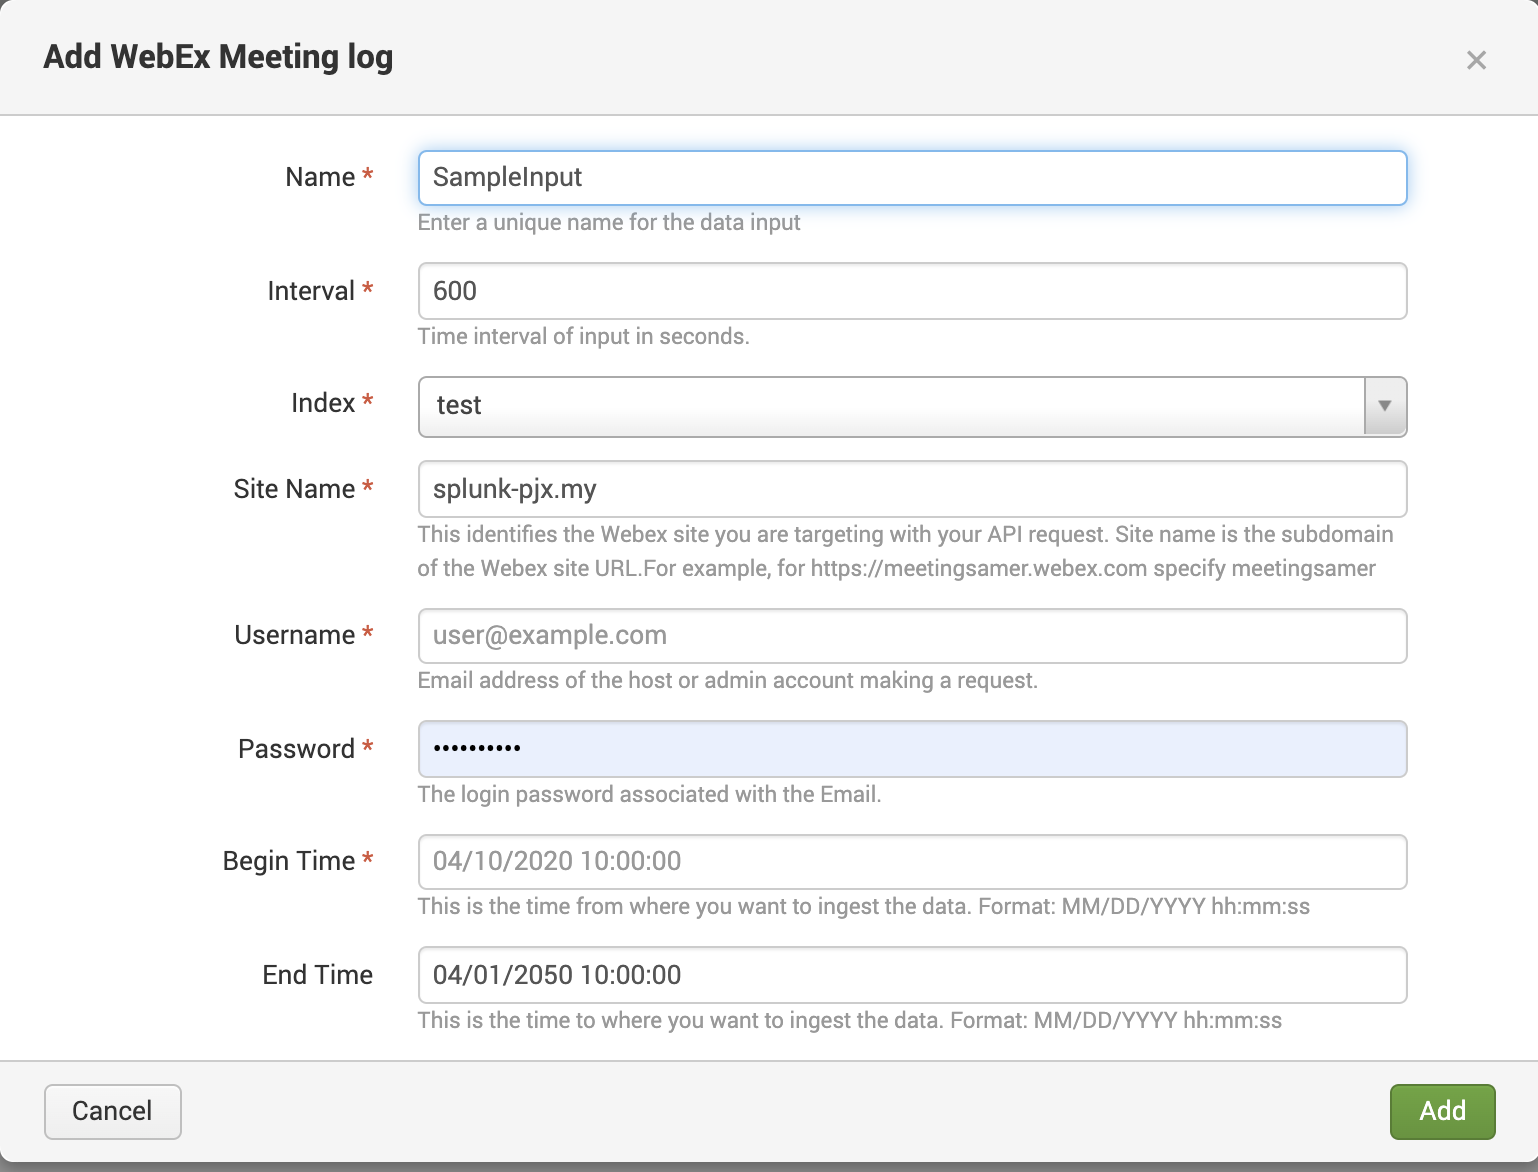 Add WebEx Meeting log
×
Name *
SampleInput
Enter a unique name for the data input
Interval *
600
Time interval of input in seconds.
Index *
test
Site Name *
splunk-pjx.my
This identifies the Webex site you are targeting with your API request. Site name is the subdomain
of the Webex site URL.For example, for https://meetingsamer.webex.com specify meetingsamer
Username *
user@example.com
Email address of the host or admin account making a request.
Password *
••••••••••
The login password associated with the Email.
Begin Time *
04/10/2020 10:00:00
This is the time from where you want to ingest the data. Format: MM/DD/YYYY hh:mm:ss
End Time
04/01/2050 10:00:00
This is the time to where you want to ingest the data. Format: MM/DD/YYYY hh:mm:ss
Cancel
Add